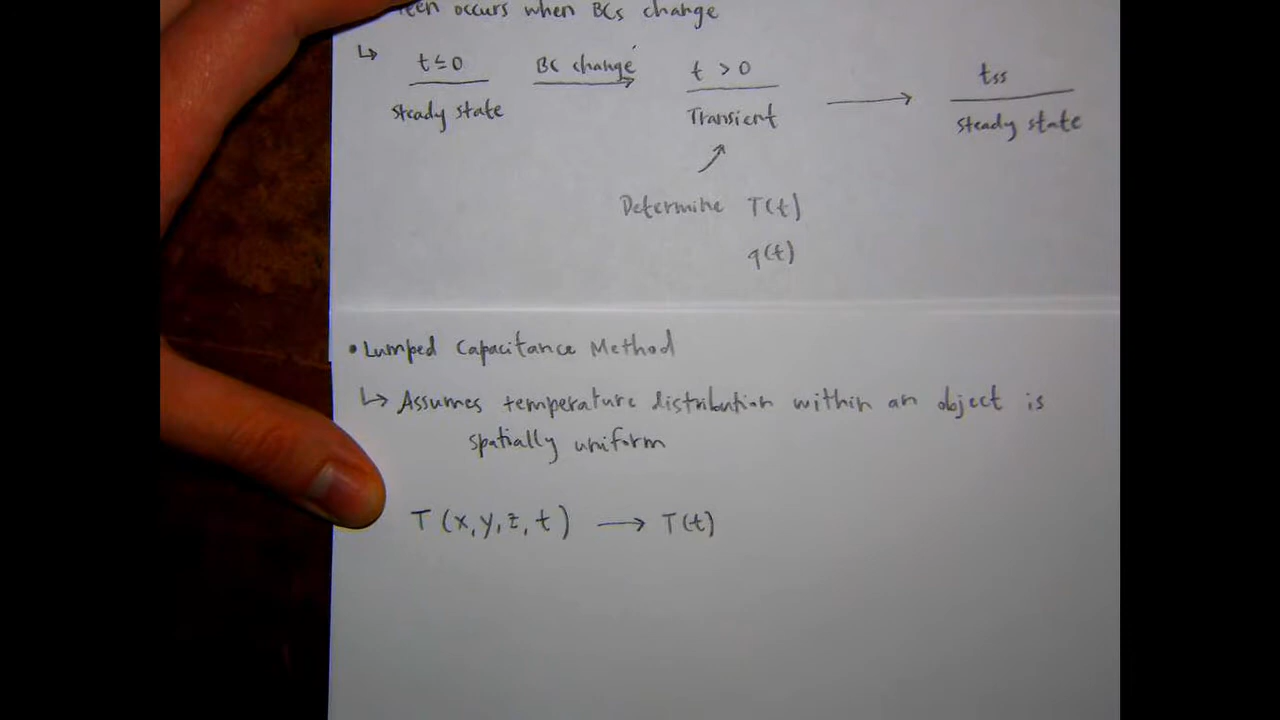 occurs when BCs change
↳ t≤0 BC change t > 0 tss
Steady state → Transient → Steady state
↗
Determine T(t)
q(t)
• Lumped Capacitance Method
↳ Assumes temperature distribution within an object is
spatially uniform
T(x,y,z,t) → T(t)